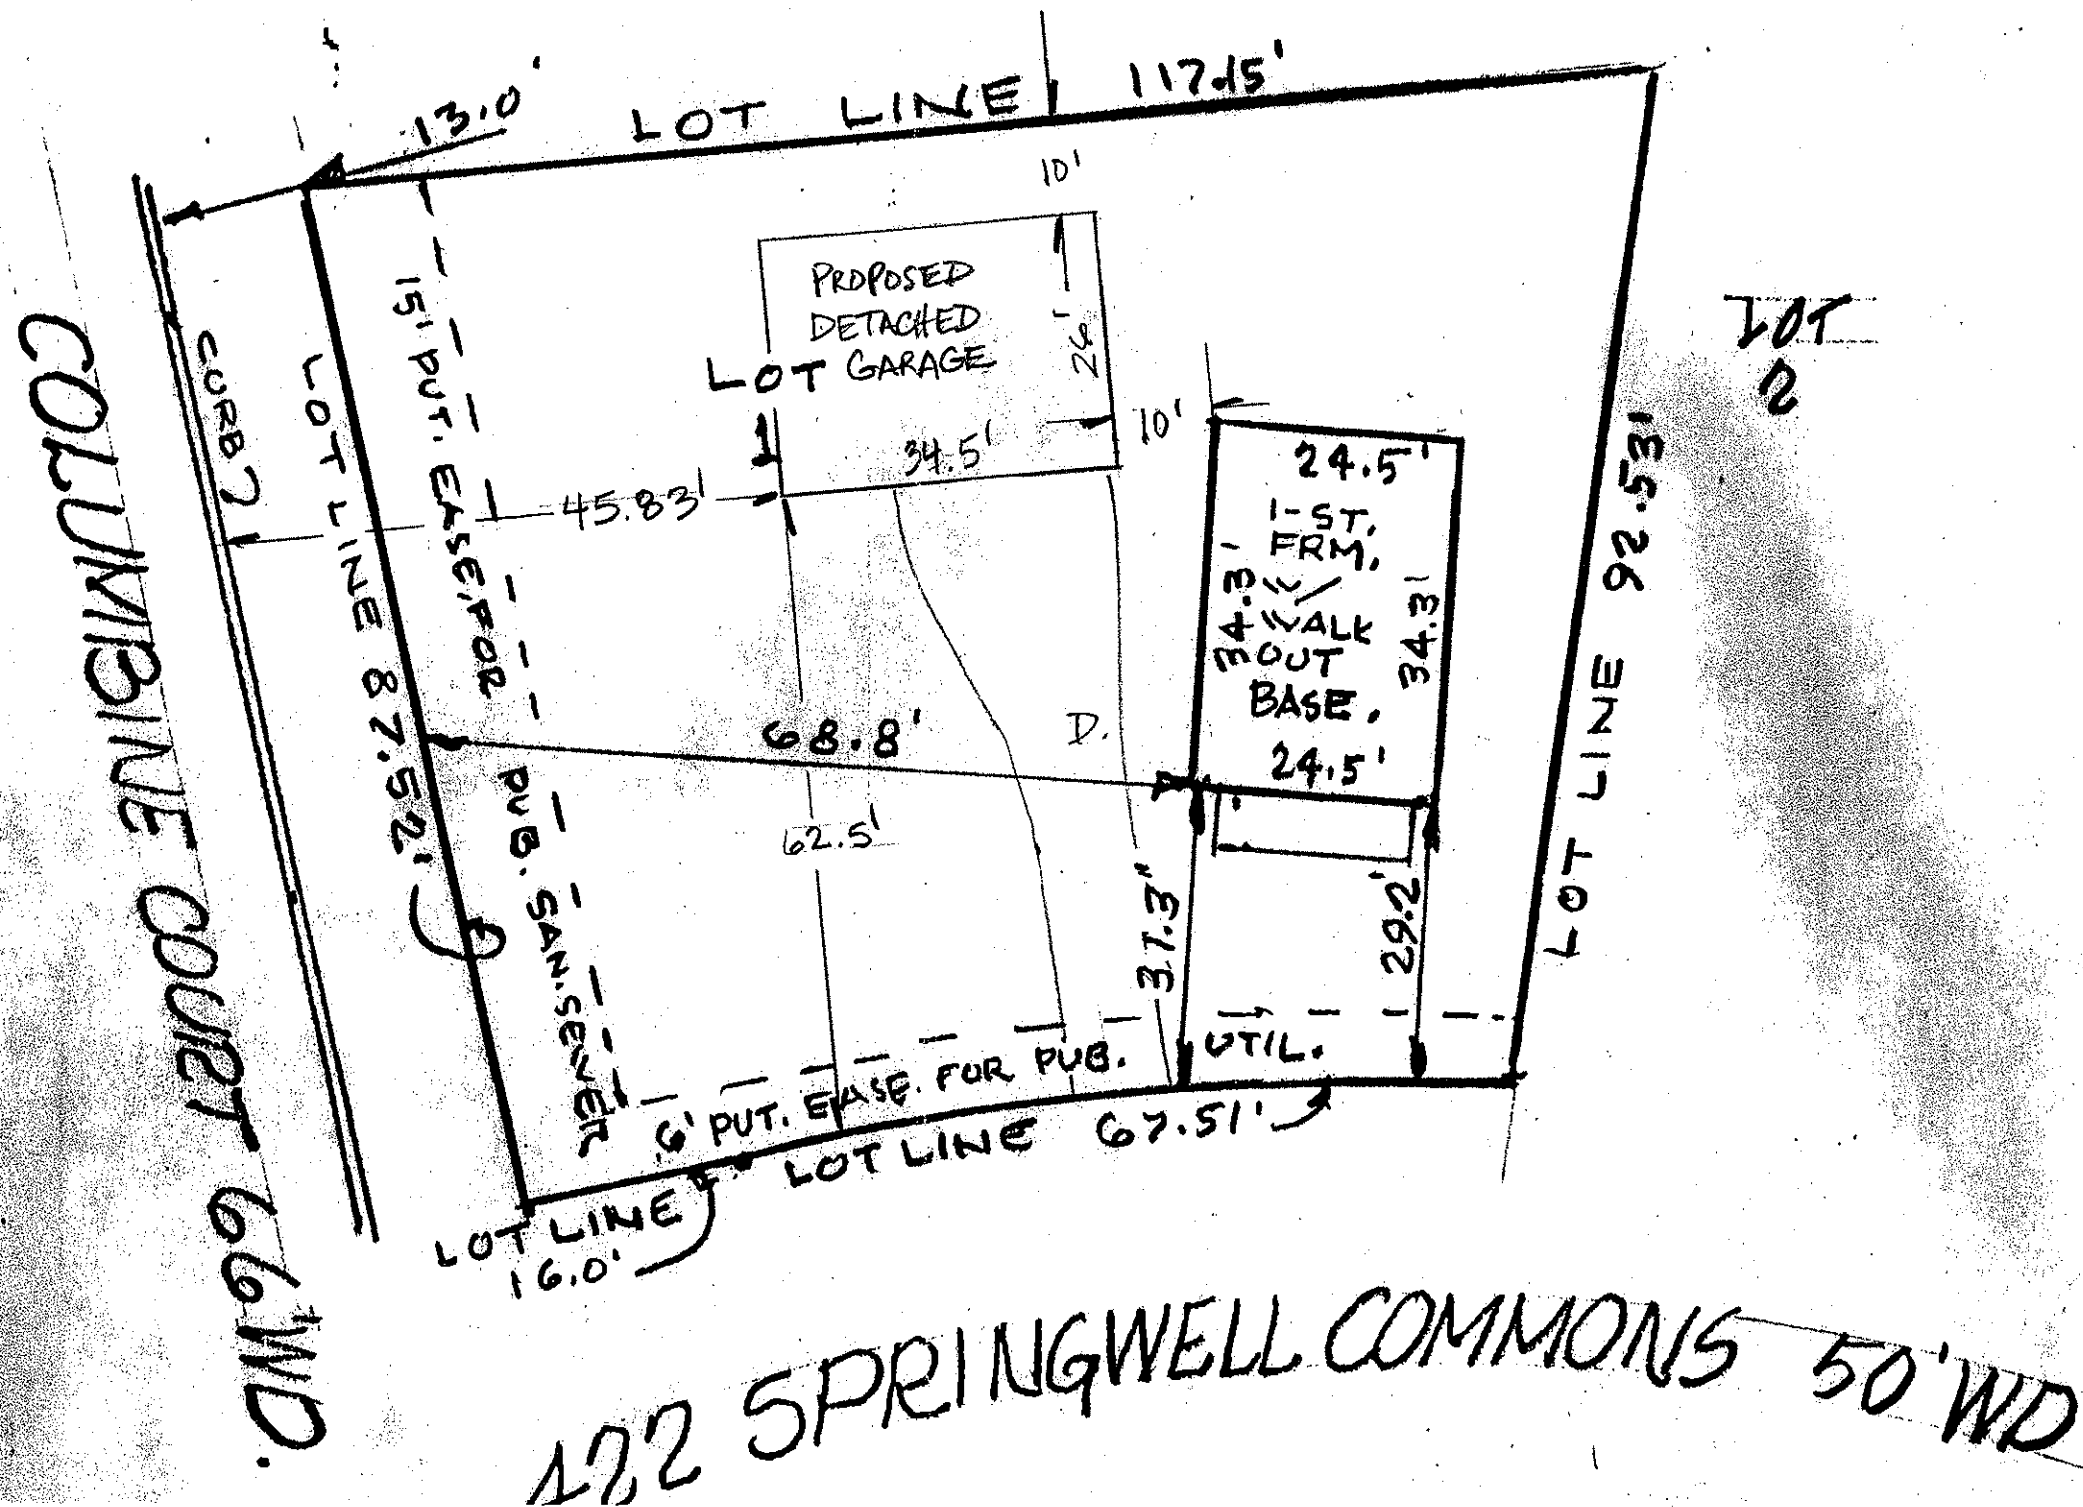 13.0'
LOT LINE 117.15'
10'
PROPOSED
DETACHED
GARAGE
LOT
1
26'
34.5'
10'
45.83'
CURB
LOT LINE 87.52'
15' PUT. EASE, FOR
PUB. SAN. SEWER
COLUMBINE COURT 66' WD.
68.8'
62.5'
D.
24.5'
1-ST.
FRM.
W/
WALK
OUT
BASE.
24.5'
34.3'
34.3'
37.3"
29.2'
LOT LINE 92.53'
LOT
2
6' PUT. EASE. FOR PUB. UTIL.
LOT LINE 67.51'
LOT LINE
16.0'
422 SPRINGWELL COMMONS 50' WD